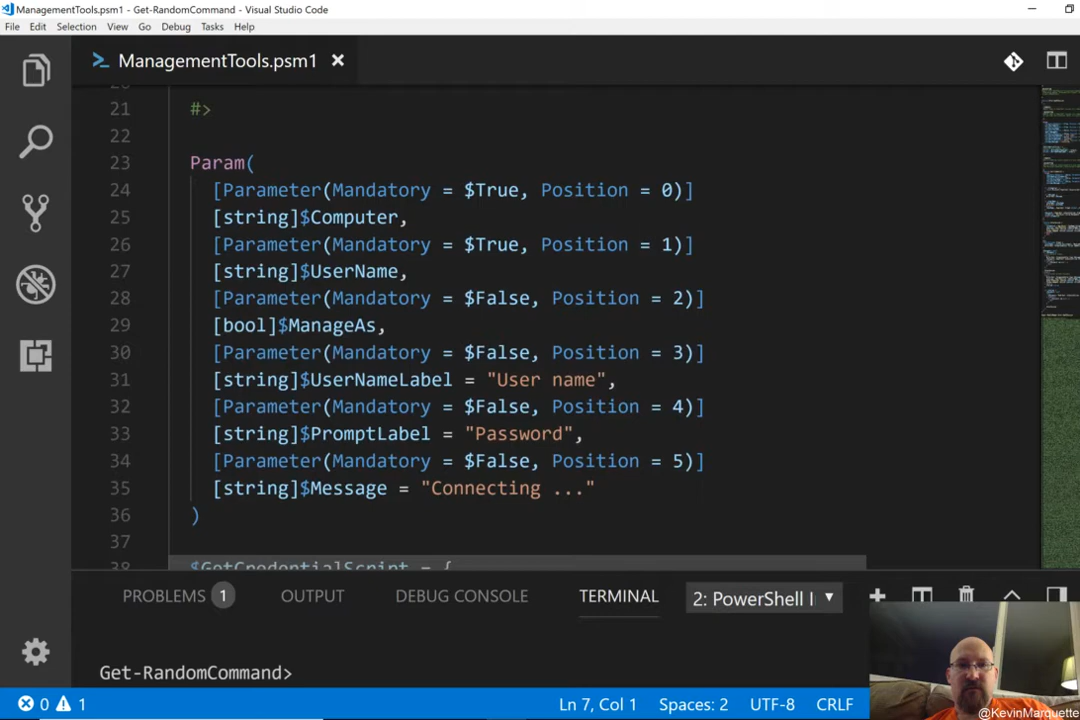 ManagementTools.psm1 - Get-RandomCommand - Visual Studio Code
File Edit Selection View Go Debug Tasks Help
ManagementTools.psm1
21 #>
22
23 Param(
24 [Parameter(Mandatory = $True, Position = 0)]
25 [string]$Computer,
26 [Parameter(Mandatory = $True, Position = 1)]
27 [string]$UserName,
28 [Parameter(Mandatory = $False, Position = 2)]
29 [bool]$ManageAs,
30 [Parameter(Mandatory = $False, Position = 3)]
31 [string]$UserNameLabel = "User name",
32 [Parameter(Mandatory = $False, Position = 4)]
33 [string]$PromptLabel = "Password",
34 [Parameter(Mandatory = $False, Position = 5)]
35 [string]$Message = "Connecting ..."
36 )
37
38 $GetCredentialScript = {
PROBLEMS 1 OUTPUT DEBUG CONSOLE TERMINAL 2: PowerShell I
Get-RandomCommand>
0 1 Ln 7, Col 1 Spaces: 2 UTF-8 CRLF
@KevinMarquette